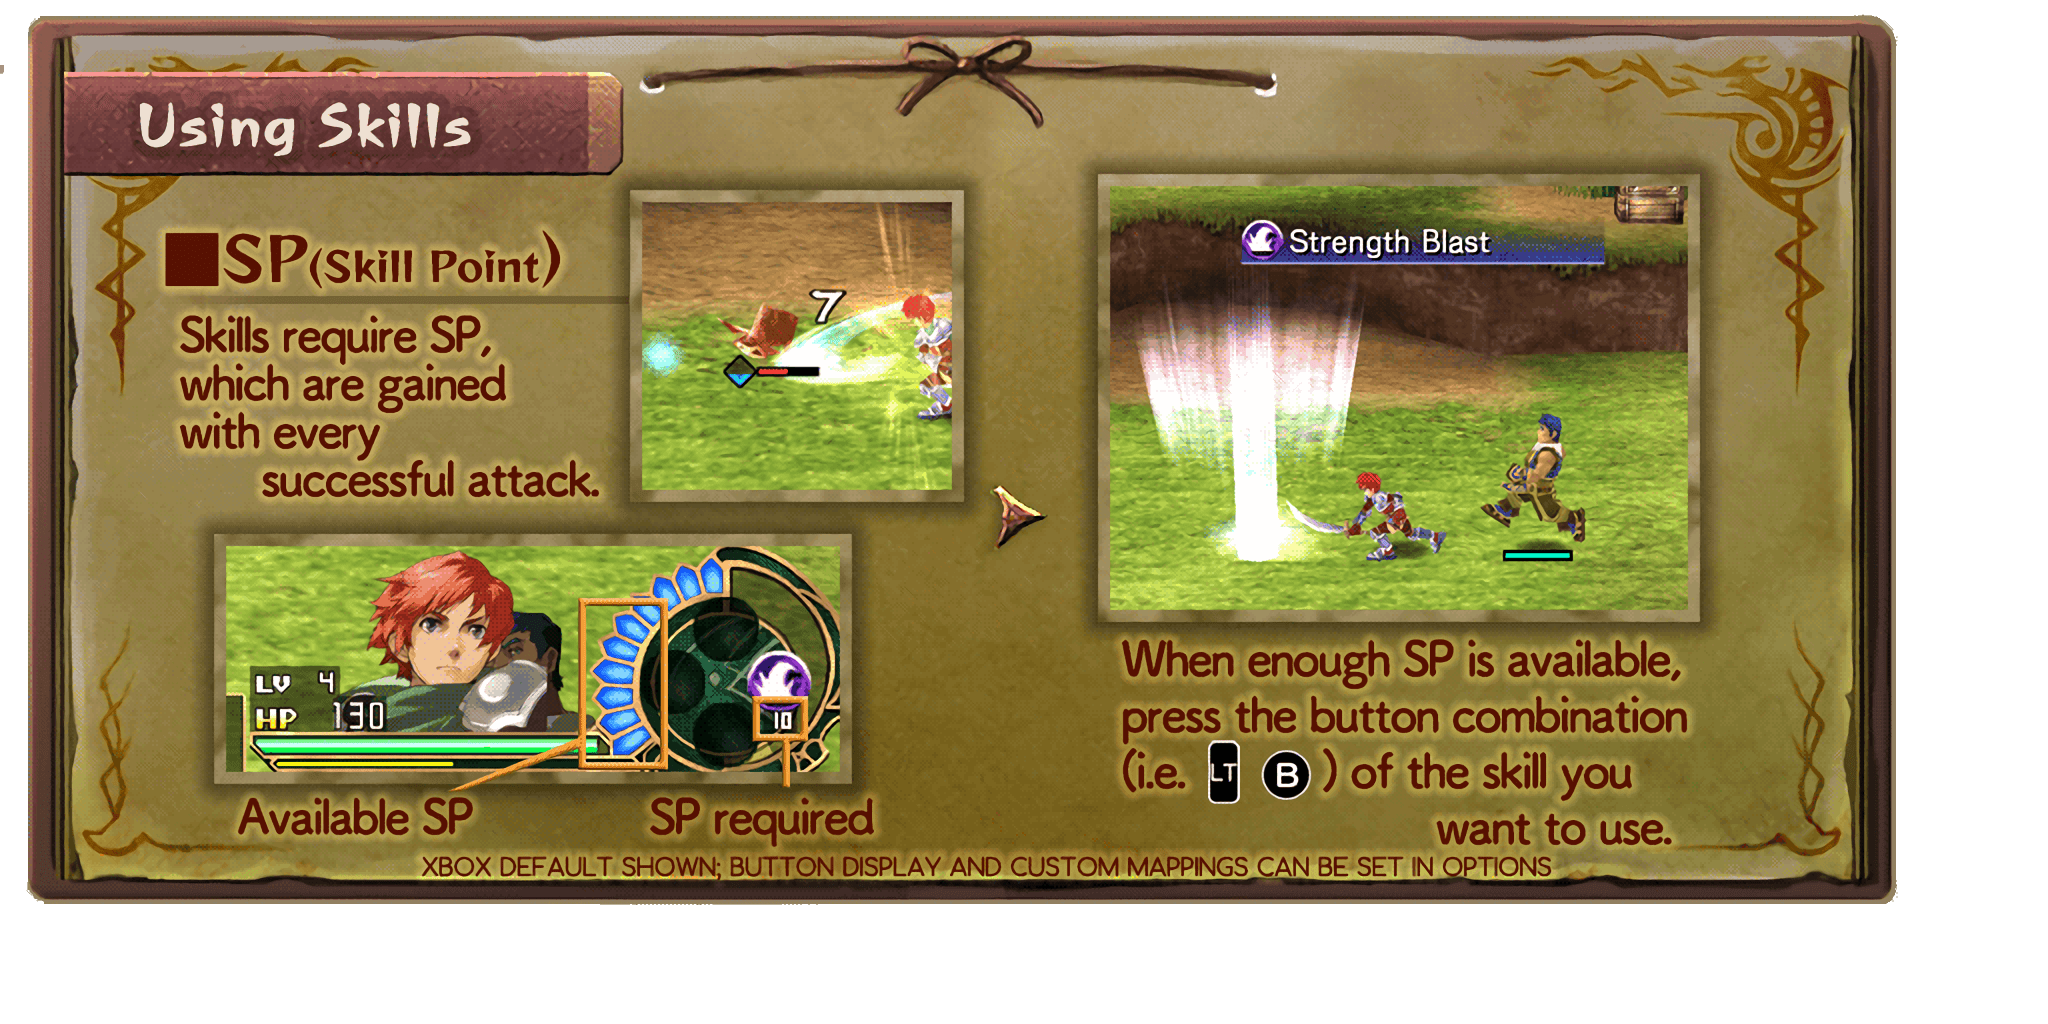 Using Skills
■SP(Skill Point)
Skills require SP,
which are gained
with every
successful attack.
7
LV 4
HP 130
10
Available SP
SP required
Strength Blast
When enough SP is available,
press the button combination
(i.e. LT B ) of the skill you
want to use.
XBOX DEFAULT SHOWN; BUTTON DISPLAY AND CUSTOM MAPPINGS CAN BE SET IN OPTIONS